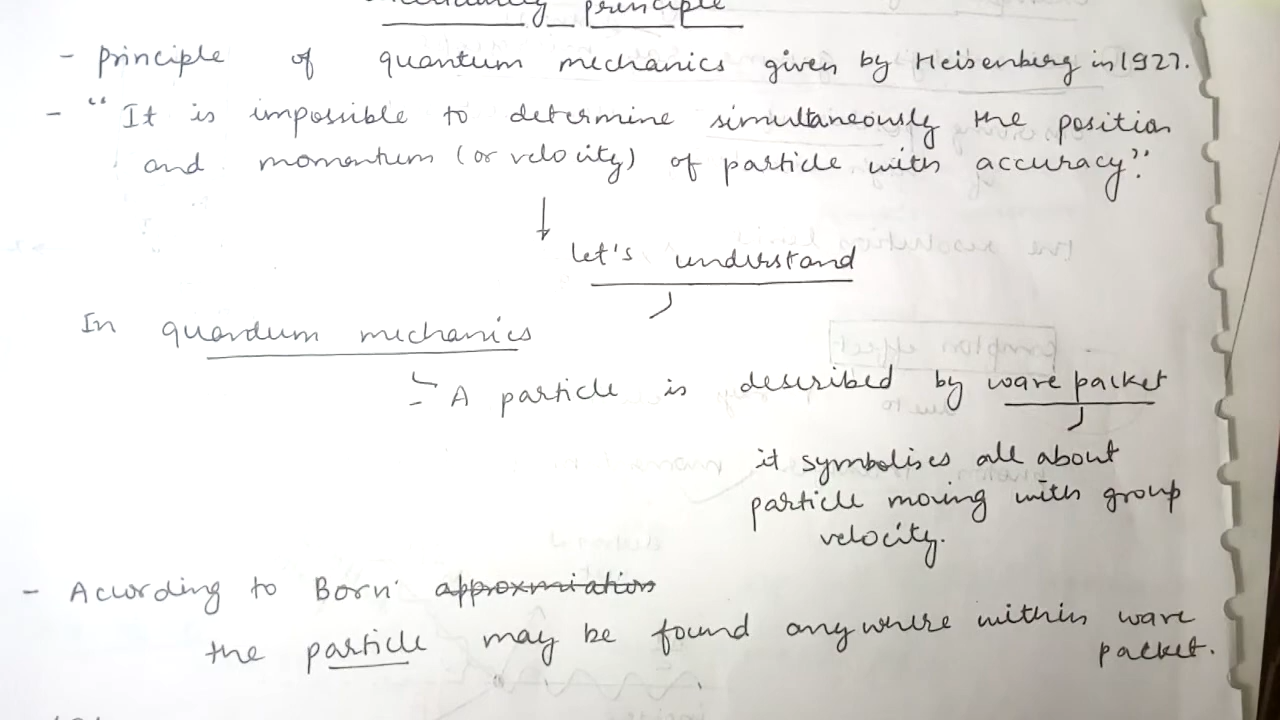 principle
- principle of quantum mechanics given by Heisenberg in 1927.
- "It is impossible to determine simultaneously the position
and momentum (or velocity) of particle with accuracy".
let's understand
In quandum mechanics
- A particle is described by wave packet
it symbolises all about
particle moving with group
velocity.
- According to Born' approxmiation
the particle may be found anywhere within wave
packet.